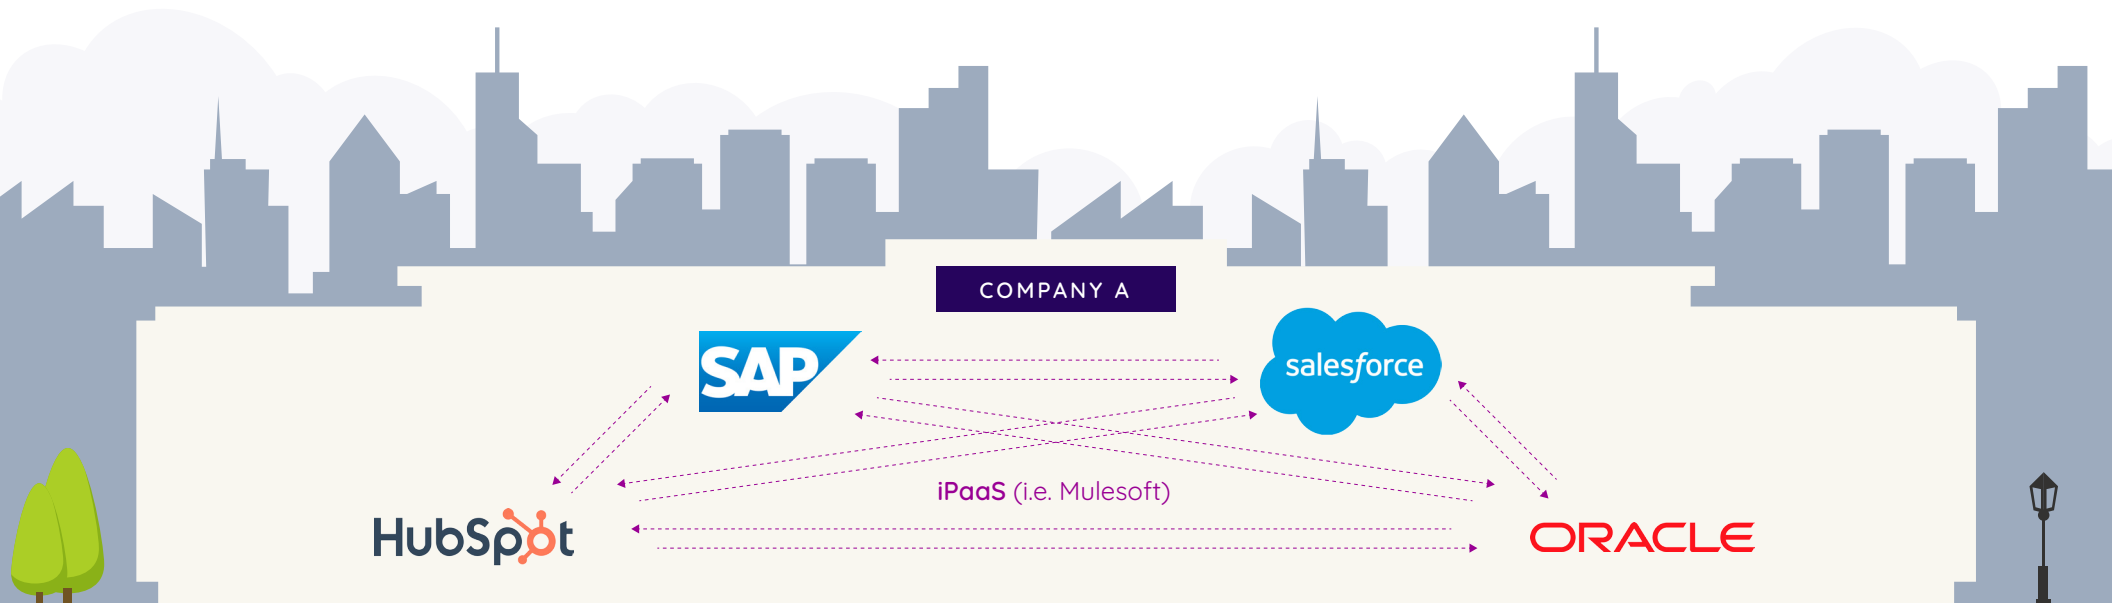 COMPANY A
SAP
salesforce
iPaaS (i.e. Mulesoft)
HubSpot
ORACLE